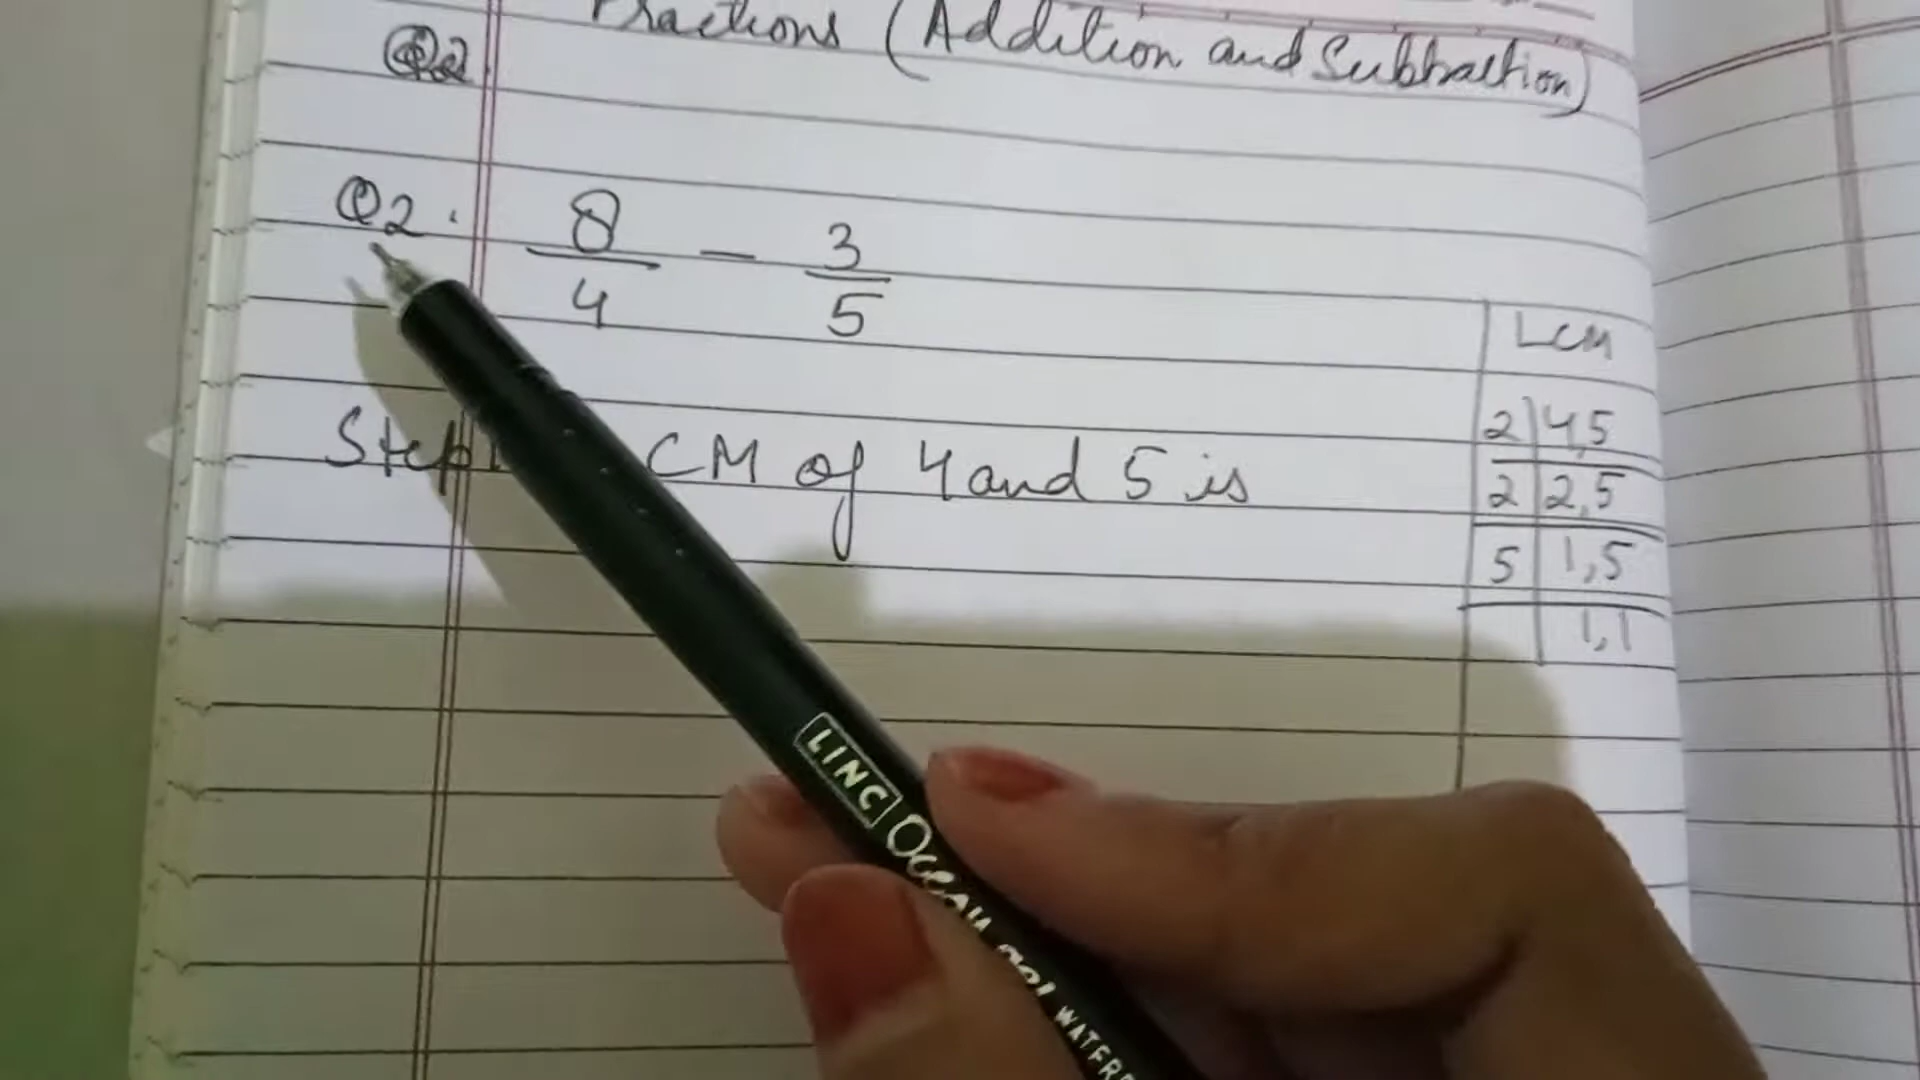 Fractions (Addition and Subtraction)
Q2
Q2. 8/4 - 3/5
LCM
2 4,5
2 2,5
5 1,5
1,1
Step CM of 4 and 5 is
LINC Ocean gel